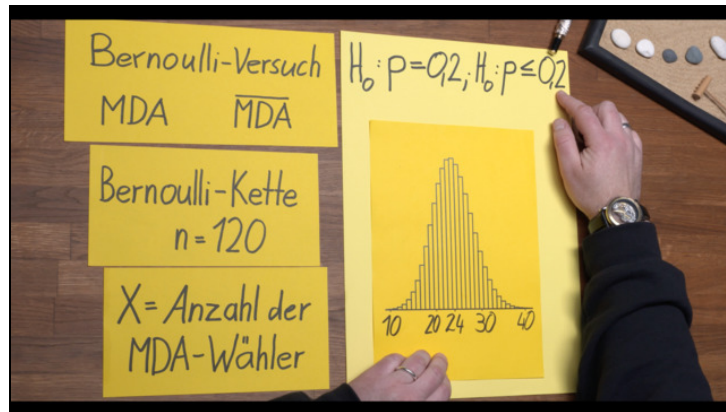 Bernoulli-Versuch
MDA M̅D̅A̅
Bernoulli-Kette
n=120
X=Anzahl der
MDA-Wähler
H₀:p=0,2; H₀:p≤0,2
10 20 24 30 40